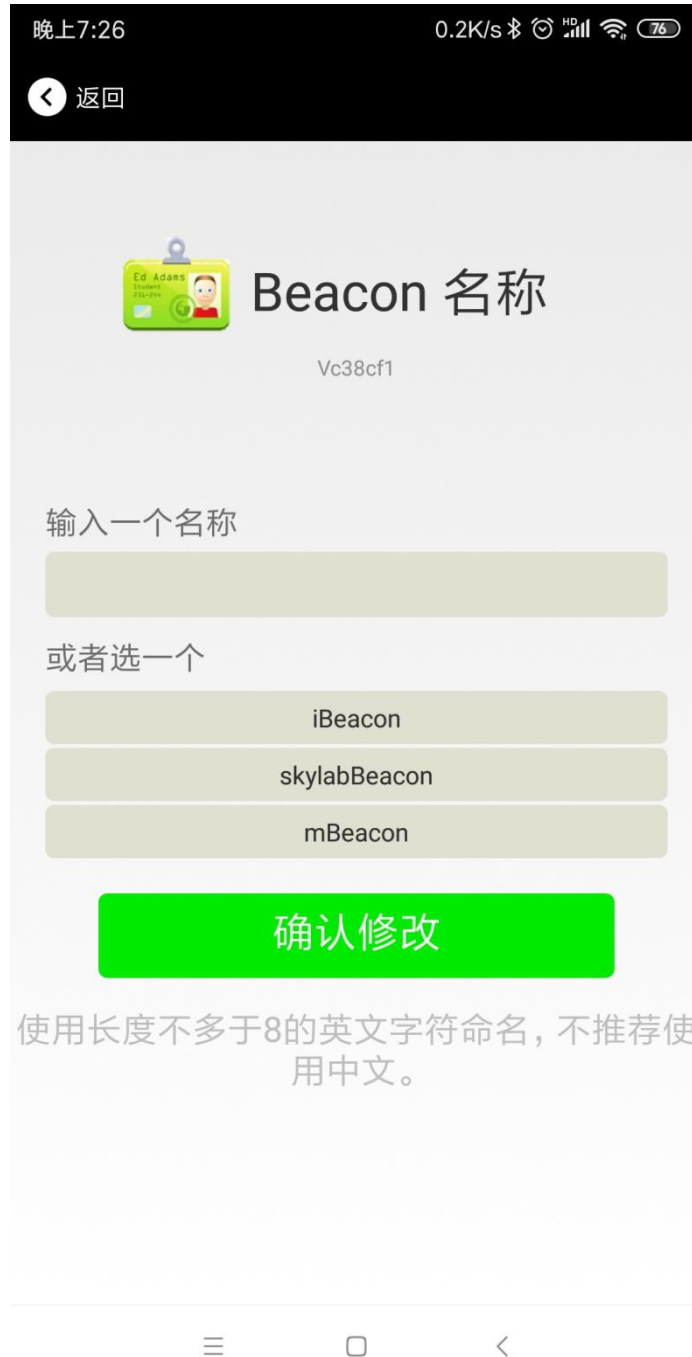 晚上7:26
0.2K/s HD 76
返回
Ed Adams
Student
Beacon 名称
Vc38cf1
输入一个名称
或者选一个
iBeacon
skylabBeacon
mBeacon
确认修改
使用长度不多于8的英文字符命名，不推荐使
用中文。